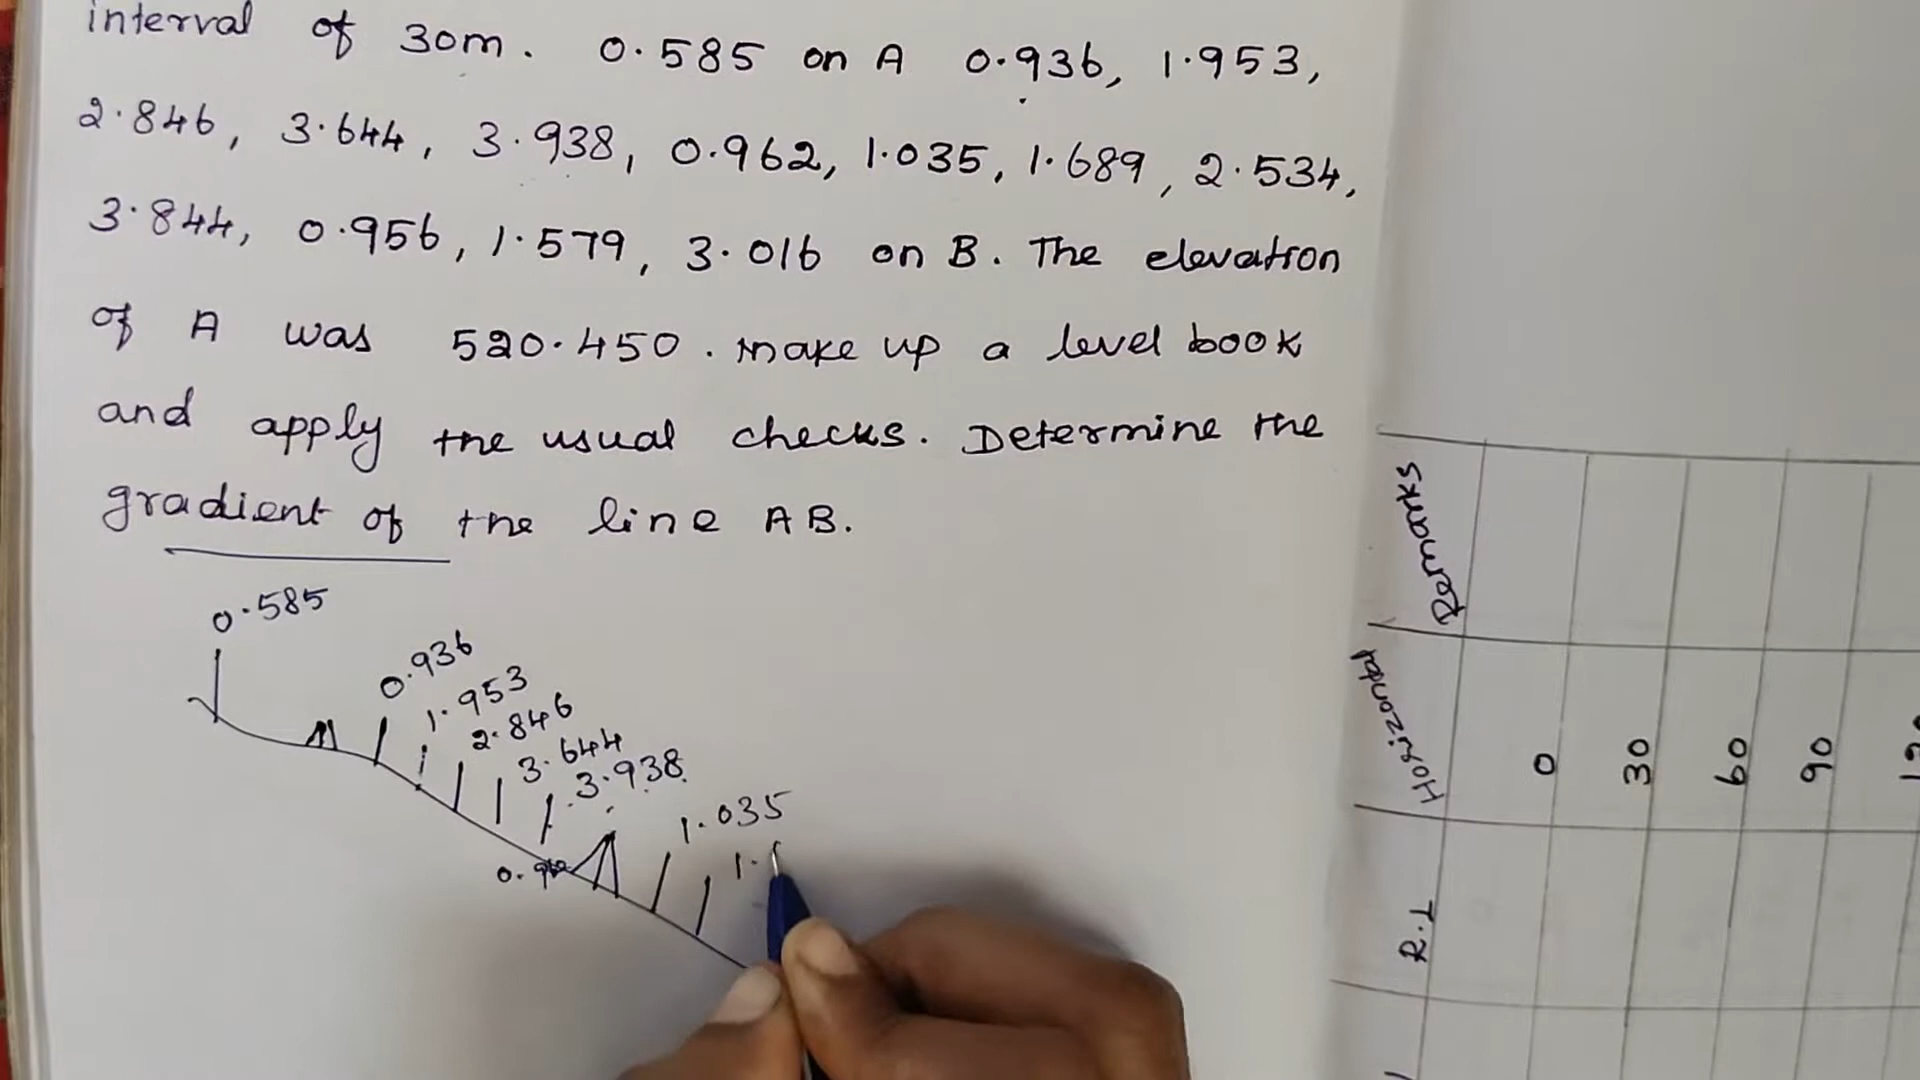 interval of 30m. 0.585 on A 0.936, 1.953,
2.846, 3.644, 3.938, 0.962, 1.035, 1.689, 2.534,
3.844, 0.956, 1.579, 3.016 on B. The elevation
of A was 520.450. make up a level book
and apply the usual checks. Determine the
gradient of the line AB.
0.585
0.936
1.953
2.846
3.644
3.938
1.035
1.
0.
Remarks
Horizontal
0
30
60
90
R.L